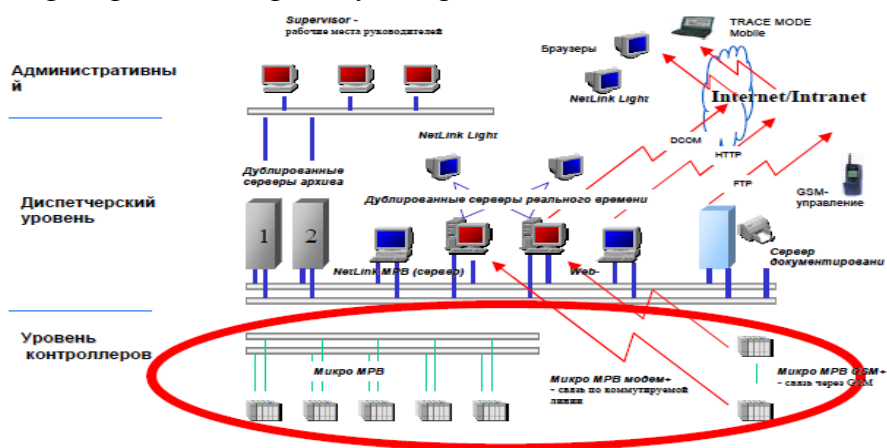 Supervisor -
рабочие места руководителей
TRACE MODE
Mobile
Браузеры
Административны
й
NetLink Light
Internet/Intranet
NetLink Light
DCOM
HTTP
FTP
Дублированные
серверы архива
GSM-
управление
Диспетчерский
уровень
Дублированные серверы реального времени
1
2
Сервер
документировани
NetLink МРВ (сервер)
Web-
Уровень
контроллеров
Микро МРВ
Микро МРВ модем+
- связь по коммутируемой
линии
Микро МРВ GSM+
- связь через GSM